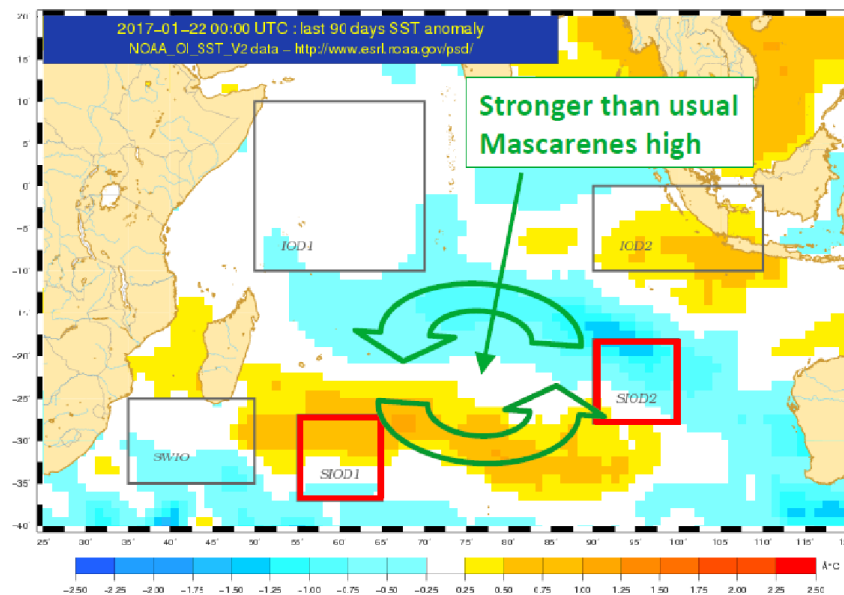 2017-01-22 00:00 UTC : last 90 days SST anomaly
NOAA_OI_SST_V2 data - http://www.esrl.noaa.gov/psd/
Stronger than usual
Mascarenes high
IOD1
IOD2
SIOD2
SWIO
SIOD1
20
15
10
5
0
-5
-10
-15
-20
-25
-30
-35
-40
25° 30° 35° 40° 45° 50° 55° 60° 65° 70° 75° 80° 85° 90° 95° 100° 105° 110° 115° 120°
-2.50 -2.25 -2.00 -1.75 -1.50 -1.25 -1.00 -0.75 -0.50 -0.25 0.25 0.50 0.75 1.00 1.25 1.50 1.75 2.00 2.25 2.50
°C